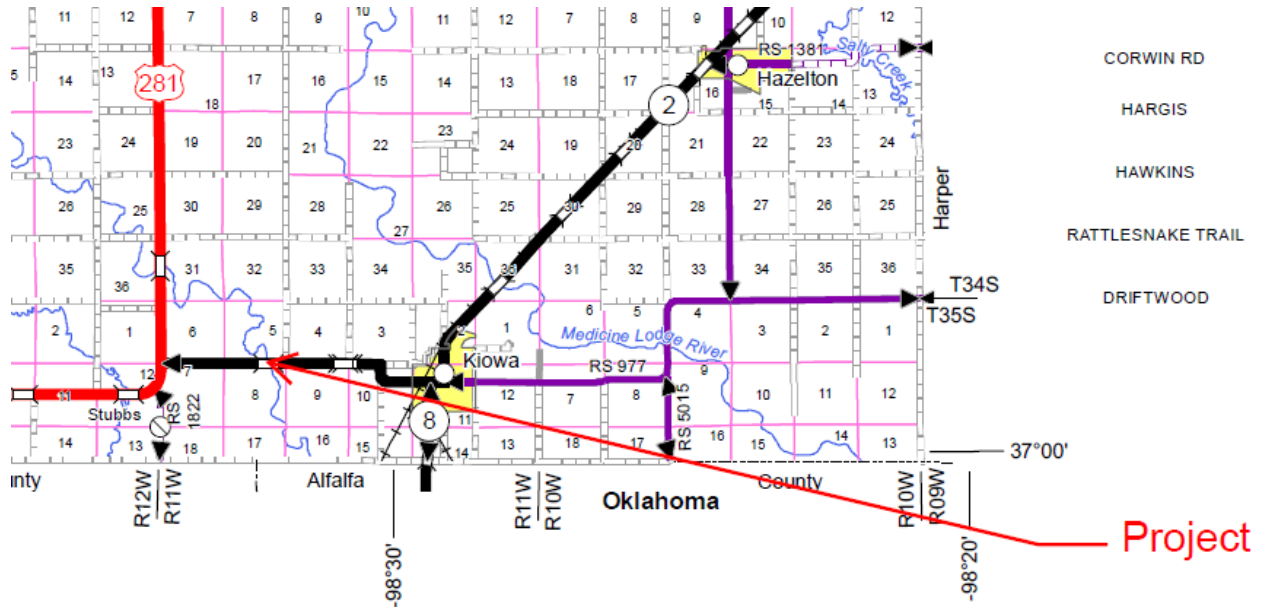 11 12 7 8 9 10 11 12 7 8 9 10 12
RS 1381 Salty Creek
CORWIN RD
5 14 13 17 15 14 13 18 17 Hazelton
281 18 16 15 14 13
2
HARGIS
23 24 19 20 21 22 23 24 19 20 21 22 23 24
HAWKINS
26 25 30 29 28 27 26 25 30 29 28 27 26 25
Harper
RATTLESNAKE TRAIL
35 36 31 32 33 34 35 36 31 32 33 34 35 36
T34S
T35S
DRIFTWOOD
2 1 6 5 4 3 2 1 6 5 4 3 2 1
Medicine Lodge River
Kiowa
RS 977
11 12 7 8 9 10 12 7 8 9 10 11 12
Stubbs
RS 1822
8
11
RS 5015
14 13 18 17 16 15 14 13 18 17 16 15 14 13
37°00'
unty Alfalfa County
R12W R11W
R11W R10W
R10W R09W
Oklahoma
Project
-98°30'
-98°20'